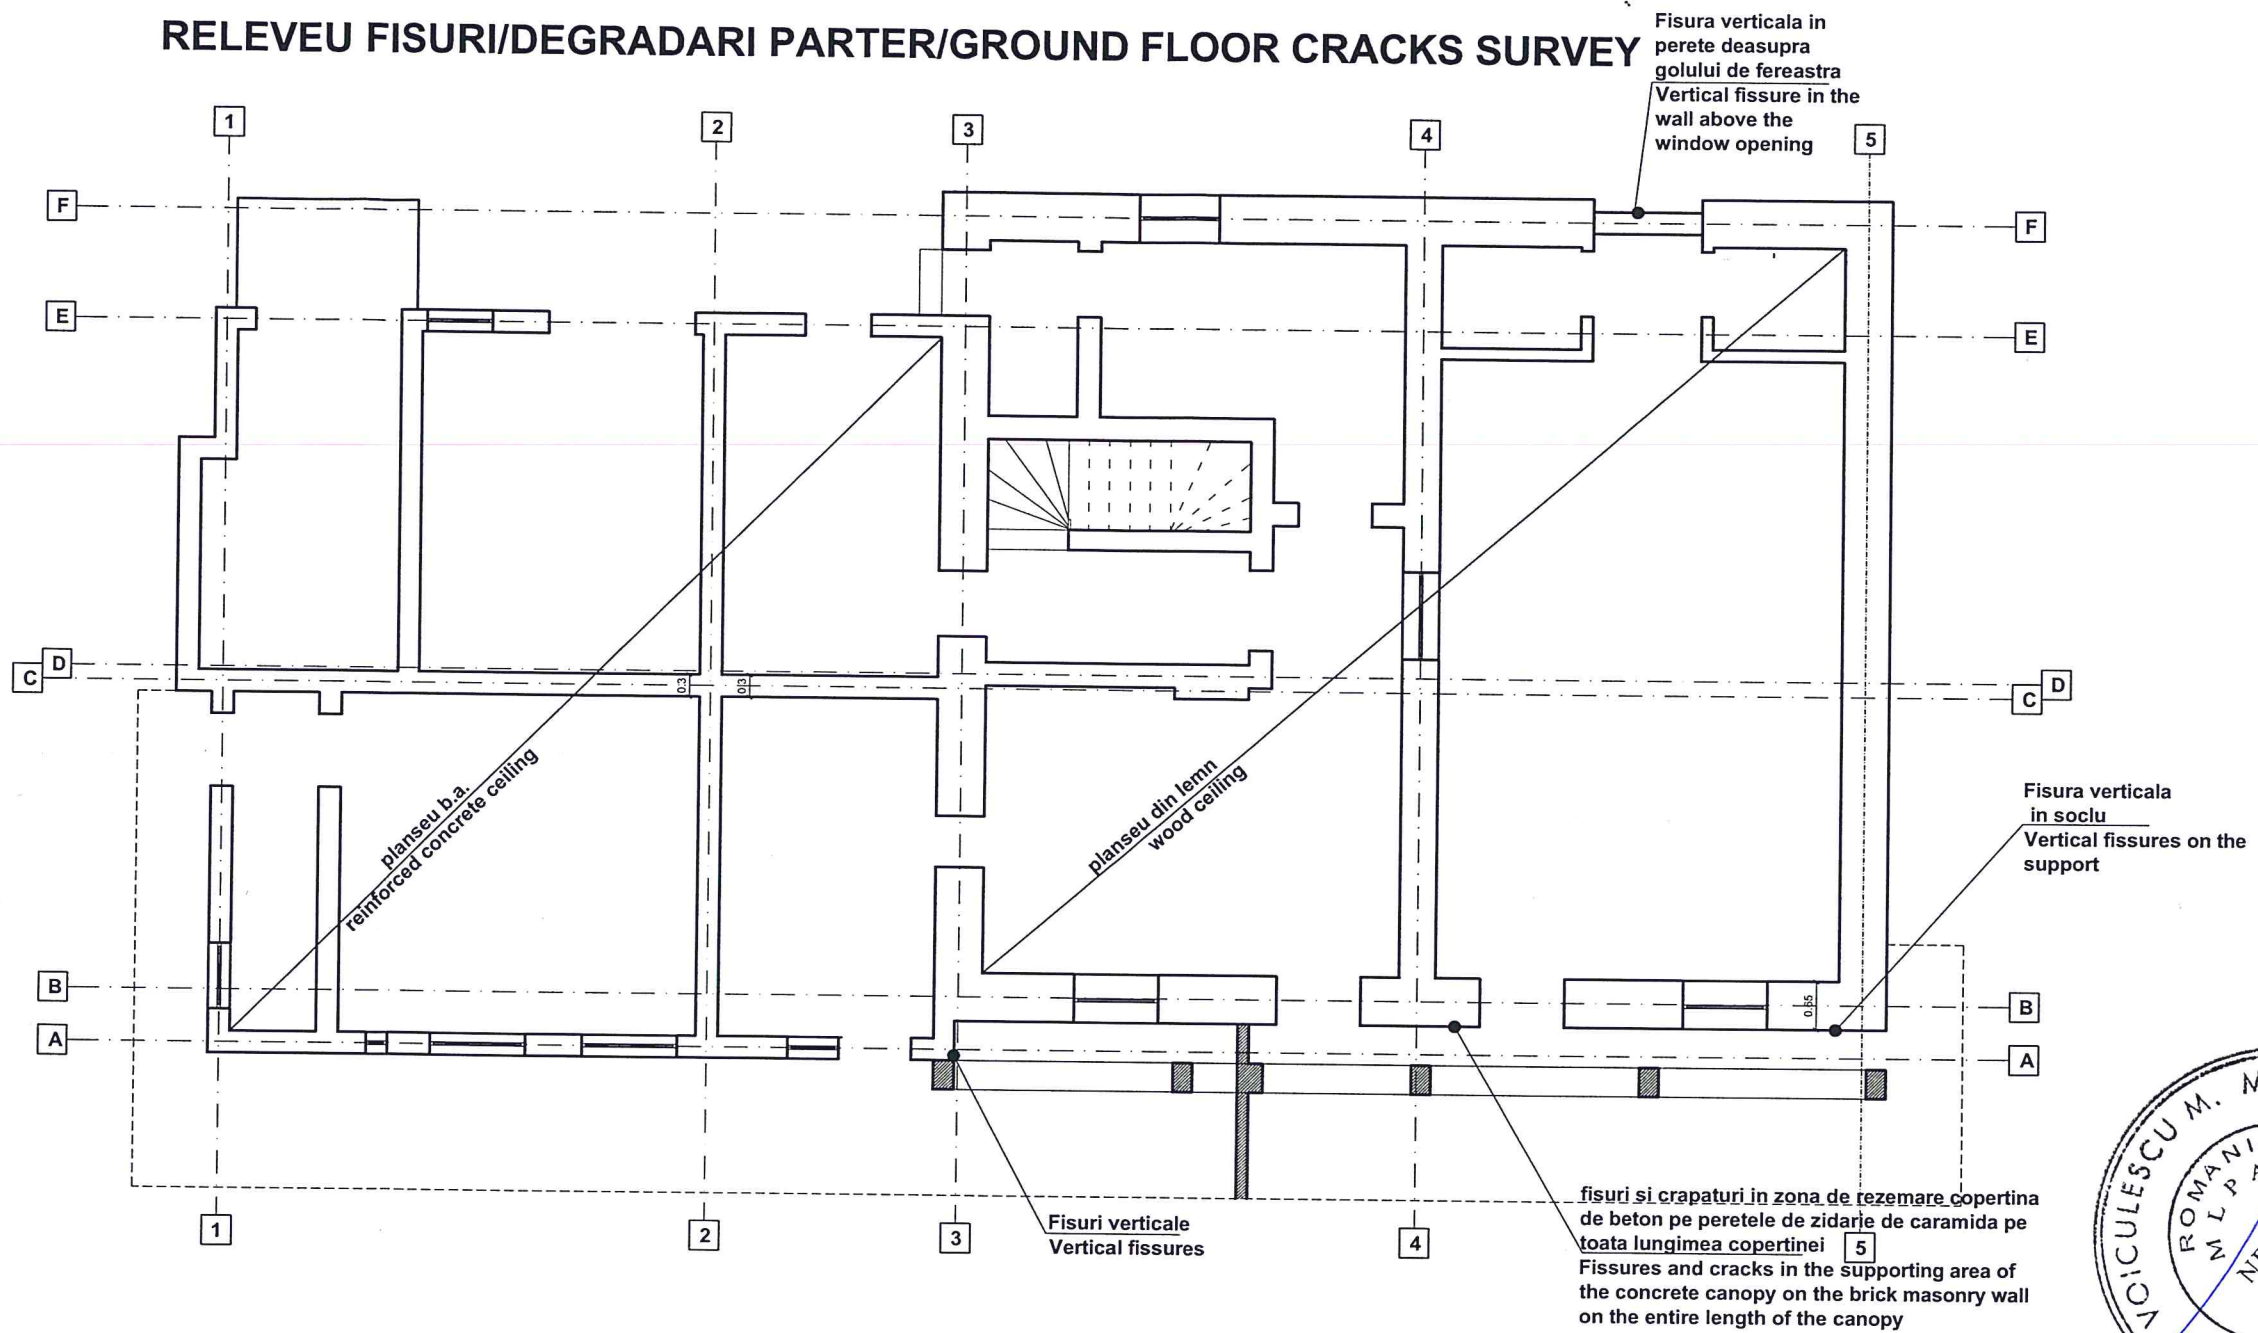 RELEVEU FISURI/DEGRADARI PARTER/GROUND FLOOR CRACKS SURVEY
Fisura verticala in
perete deasupra
golului de fereastra
Vertical fissure in the
wall above the
window opening
1
2
3
4
5
F
F
E
E
D
C
D
C
0.3
0.3
planseu b.a.
reinforced concrete ceiling
planseu din lemn
wood ceiling
Fisura verticala
in soclu
Vertical fissures on the
support
B
B
0.65
A
A
1
2
3
4
5
Fisuri verticale
Vertical fissures
fisuri si crapaturi in zona de rezemare copertina
de beton pe peretele de zidarie de caramida pe
toata lungimea copertinei
Fissures and cracks in the supporting area of
the concrete canopy on the brick masonry wall
on the entire length of the canopy
VOICULESCU M.